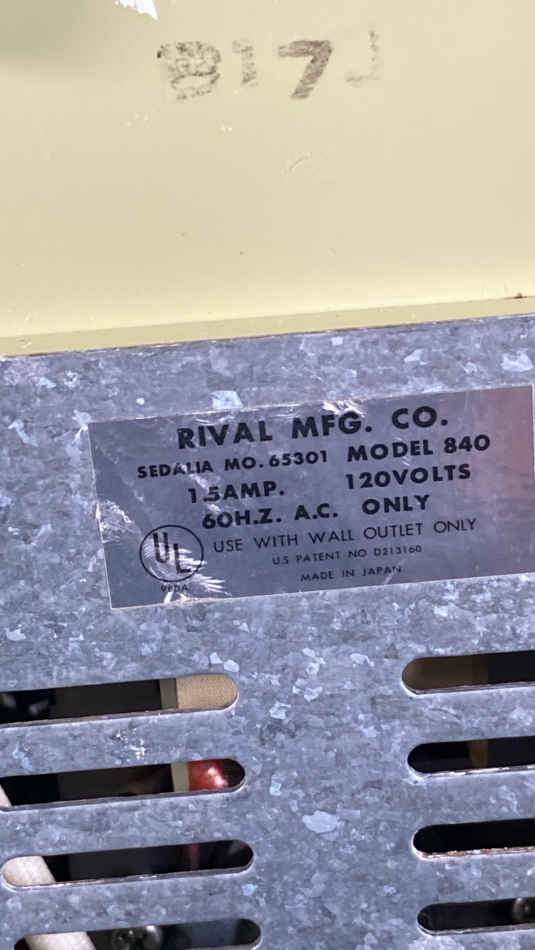 817J
RIVAL MFG. CO.
SEDALIA MO. 65301 MODEL 840
1.5AMP. 120VOLTS
60H.Z. A.C. ONLY
UL USE WITH WALL OUTLET ONLY
U.S PATENT NO D213160
MADE IN JAPAN